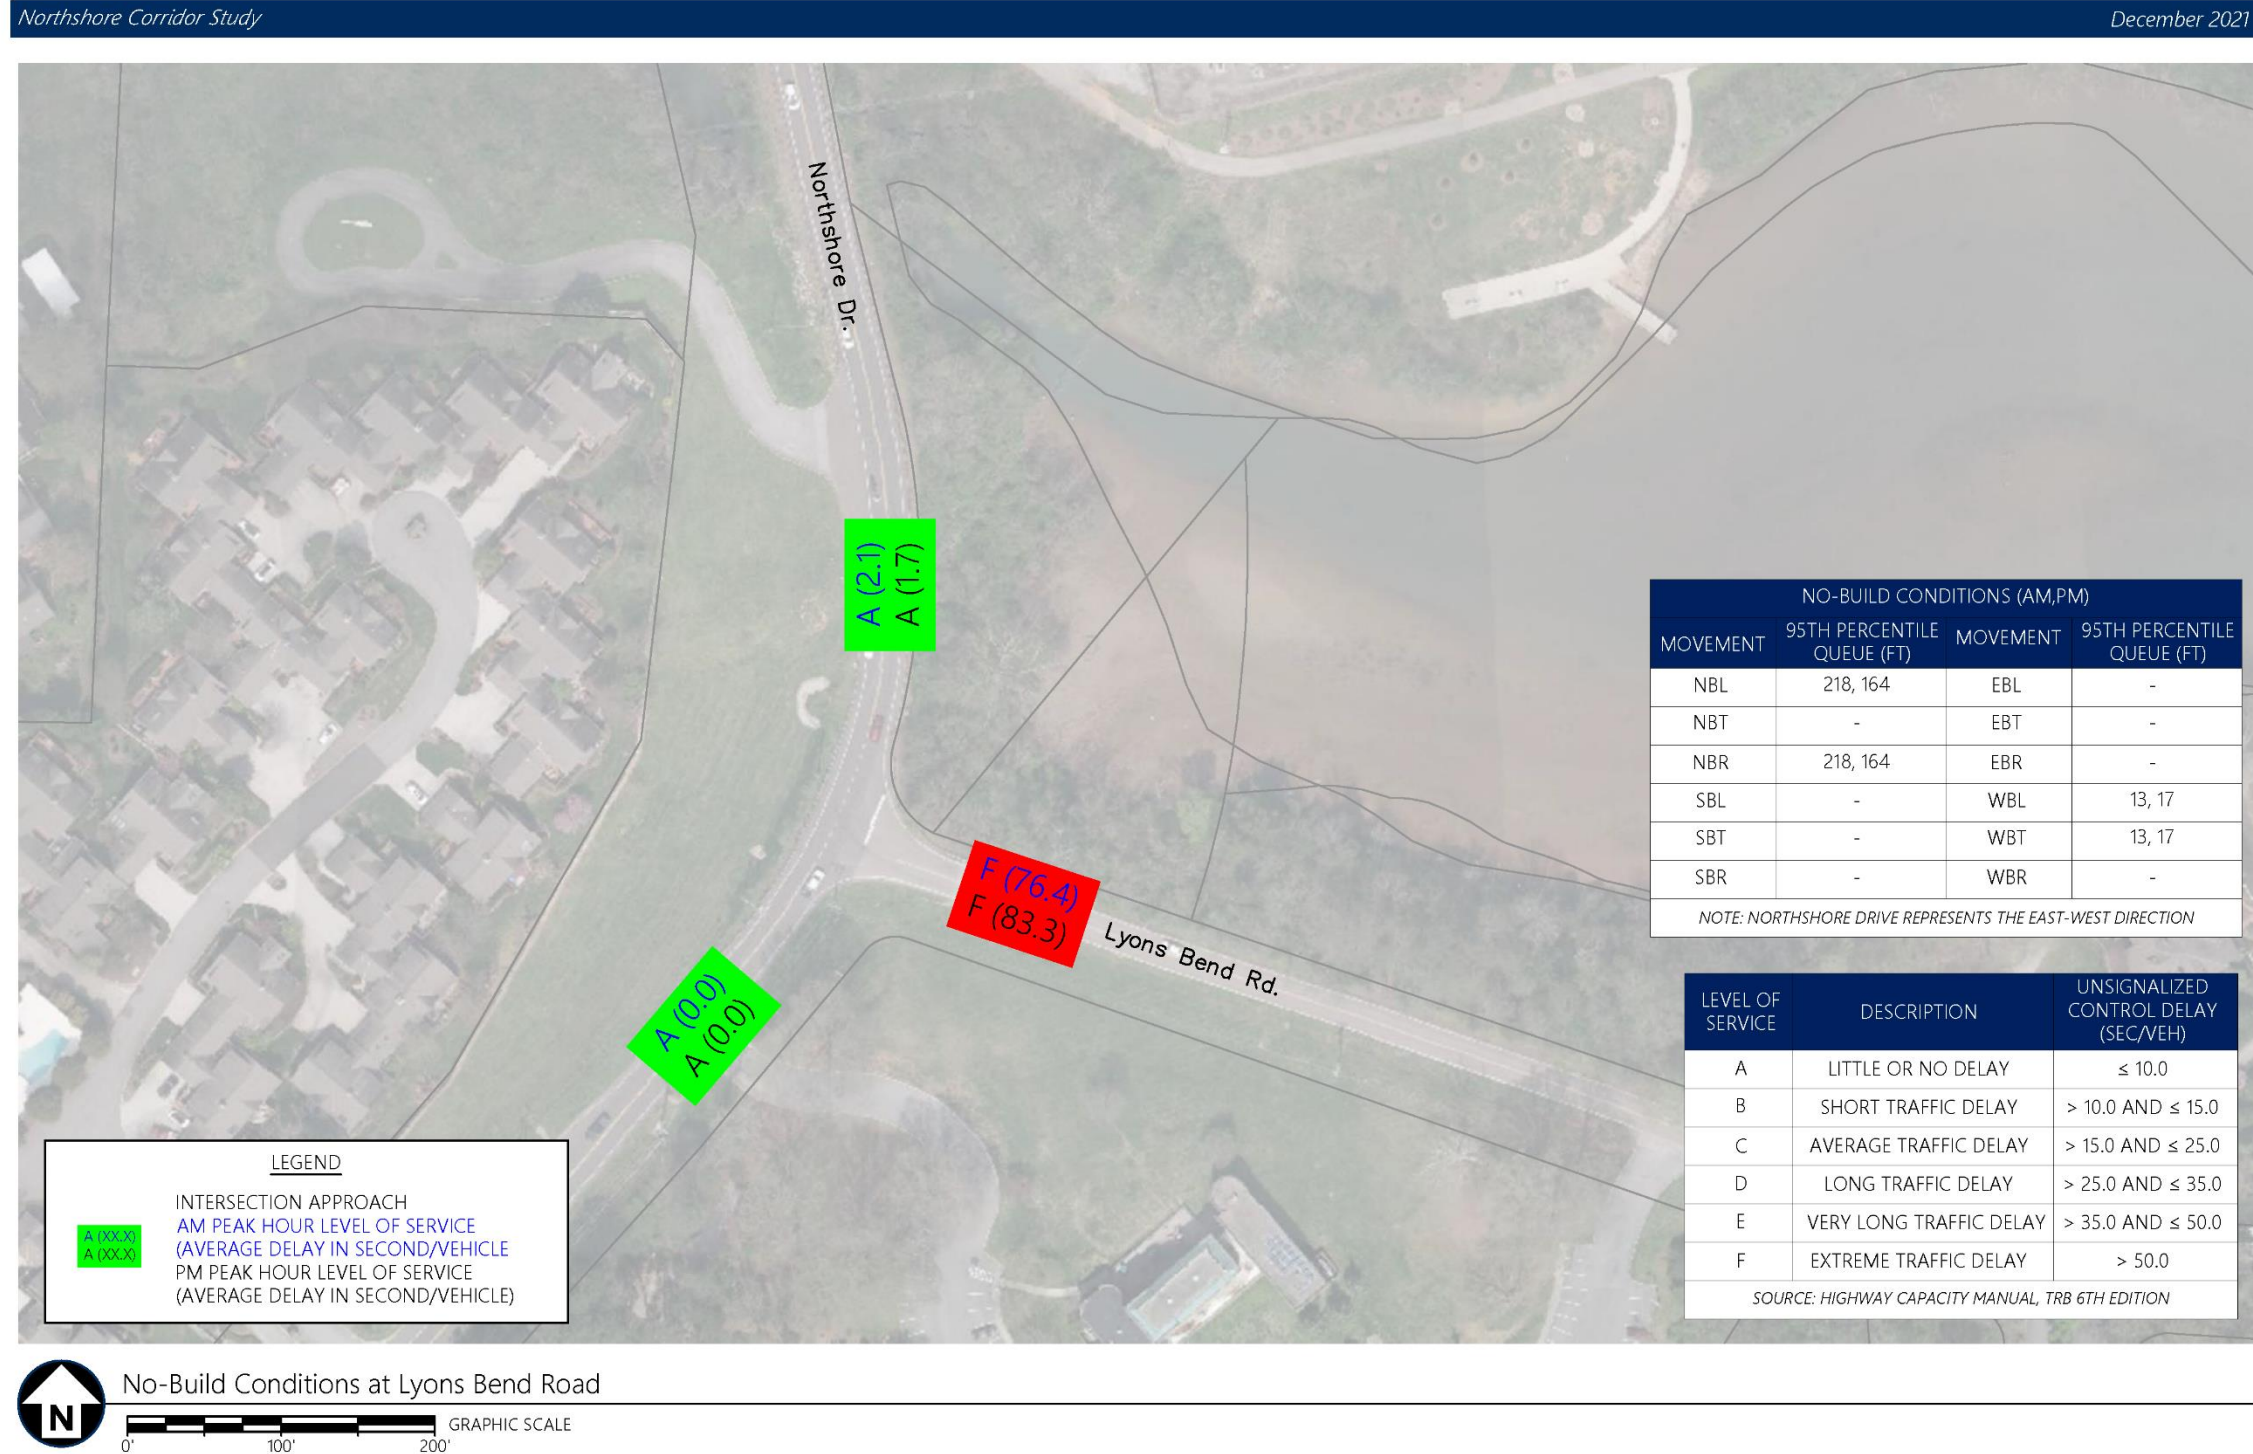 Northshore Corridor Study
December 2021
Northshore Dr.
A (2.1)
A (1.7)
F (76.4)
F (83.3)
Lyons Bend Rd.
A (0.0)
A (0.0)
NO-BUILD CONDITIONS (AM,PM)
MOVEMENT 95TH PERCENTILE QUEUE (FT) MOVEMENT 95TH PERCENTILE QUEUE (FT)
NBL 218, 164 EBL -
NBT - EBT -
NBR 218, 164 EBR -
SBL - WBL 13, 17
SBT - WBT 13, 17
SBR - WBR -
NOTE: NORTHSHORE DRIVE REPRESENTS THE EAST-WEST DIRECTION
LEVEL OF SERVICE DESCRIPTION UNSIGNALIZED CONTROL DELAY (SEC/VEH)
A LITTLE OR NO DELAY ≤ 10.0
B SHORT TRAFFIC DELAY > 10.0 AND ≤ 15.0
C AVERAGE TRAFFIC DELAY > 15.0 AND ≤ 25.0
D LONG TRAFFIC DELAY > 25.0 AND ≤ 35.0
E VERY LONG TRAFFIC DELAY > 35.0 AND ≤ 50.0
F EXTREME TRAFFIC DELAY > 50.0
SOURCE: HIGHWAY CAPACITY MANUAL, TRB 6TH EDITION
LEGEND
A (XX.X)
A (XX.X)
INTERSECTION APPROACH
AM PEAK HOUR LEVEL OF SERVICE
(AVERAGE DELAY IN SECOND/VEHICLE
PM PEAK HOUR LEVEL OF SERVICE
(AVERAGE DELAY IN SECOND/VEHICLE)
N
No-Build Conditions at Lyons Bend Road
GRAPHIC SCALE
0' 100' 200'